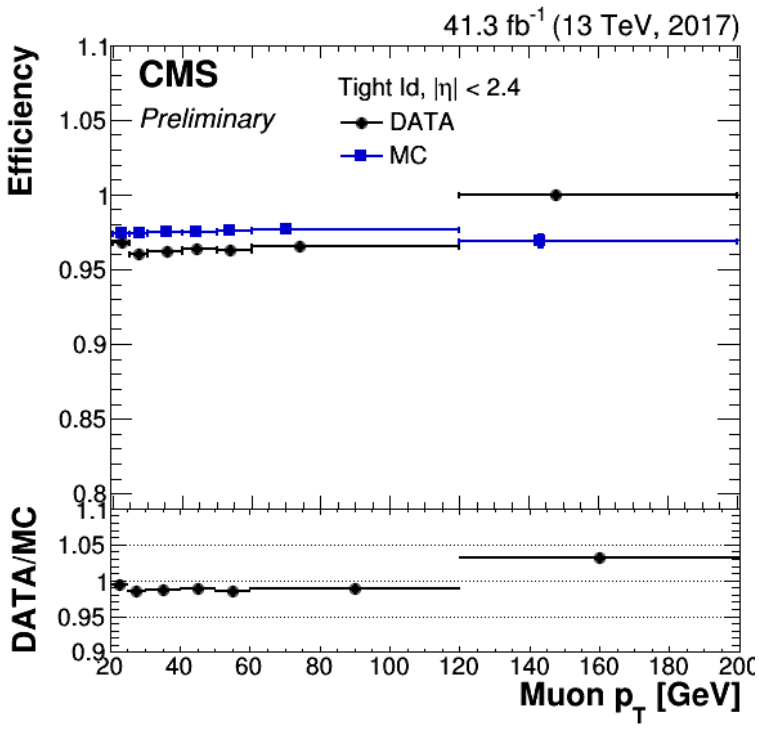 41.3 fb⁻¹ (13 TeV, 2017)
CMS
Preliminary
Tight Id, |η| < 2.4
DATA
MC
Efficiency
1.1
1.05
1
0.95
0.9
0.85
0.8
DATA/MC
1.1
1.05
1
0.95
0.9
20 40 60 80 100 120 140 160 180 200
Muon p_T [GeV]